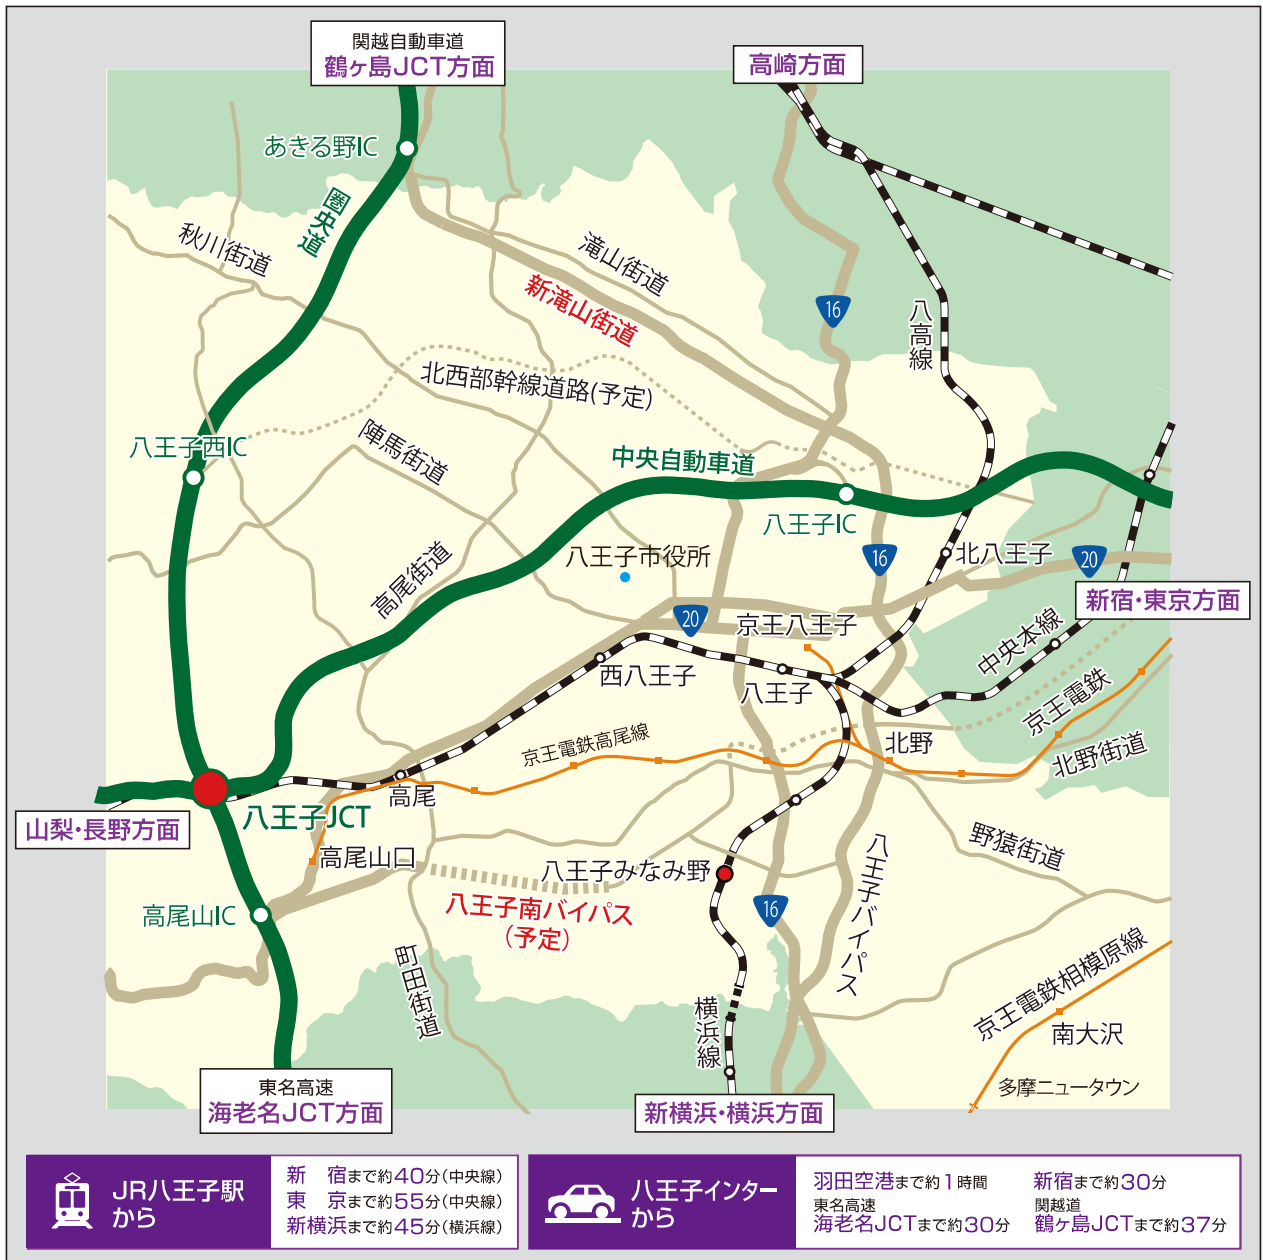 関越自動車道
鶴ヶ島JCT方面
高崎方面
あきる野IC
圏央道
秋川街道
滝山街道
新滝山街道
16
八高線
北西部幹線道路(予定)
陣馬街道
八王子西IC
中央自動車道
八王子IC
高尾街道
八王子市役所
16
北八王子
20
新宿・東京方面
20
京王八王子
中央本線
西八王子
八王子
京王電鉄
京王電鉄高尾線
北野
北野街道
高尾
八王子JCT
山梨・長野方面
高尾山口
八王子みなみ野
八王子バイパス
野猿街道
高尾山IC
八王子南バイパス
(予定)
16
町田街道
横浜線
京王電鉄相模原線
南大沢
多摩ニュータウン
東名高速
海老名JCT方面
新横浜・横浜方面
JR八王子駅
から
新 宿まで約40分(中央線)
東 京まで約55分(中央線)
新横浜まで約45分(横浜線)
八王子インター
から
羽田空港まで約1時間
新宿まで約30分
東名高速
海老名JCTまで約30分
関越道
鶴ヶ島JCTまで約37分